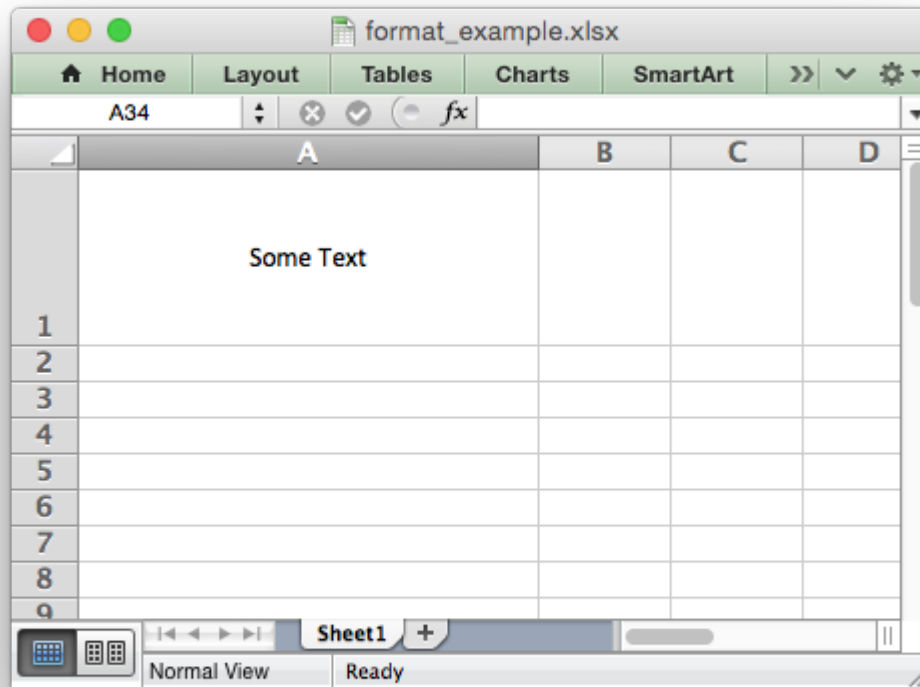 format_example.xlsx
Home Layout Tables Charts SmartArt
A34 fx
A B C D
Some Text
1
2
3
4
5
6
7
8
9
Sheet1 +
Normal View Ready